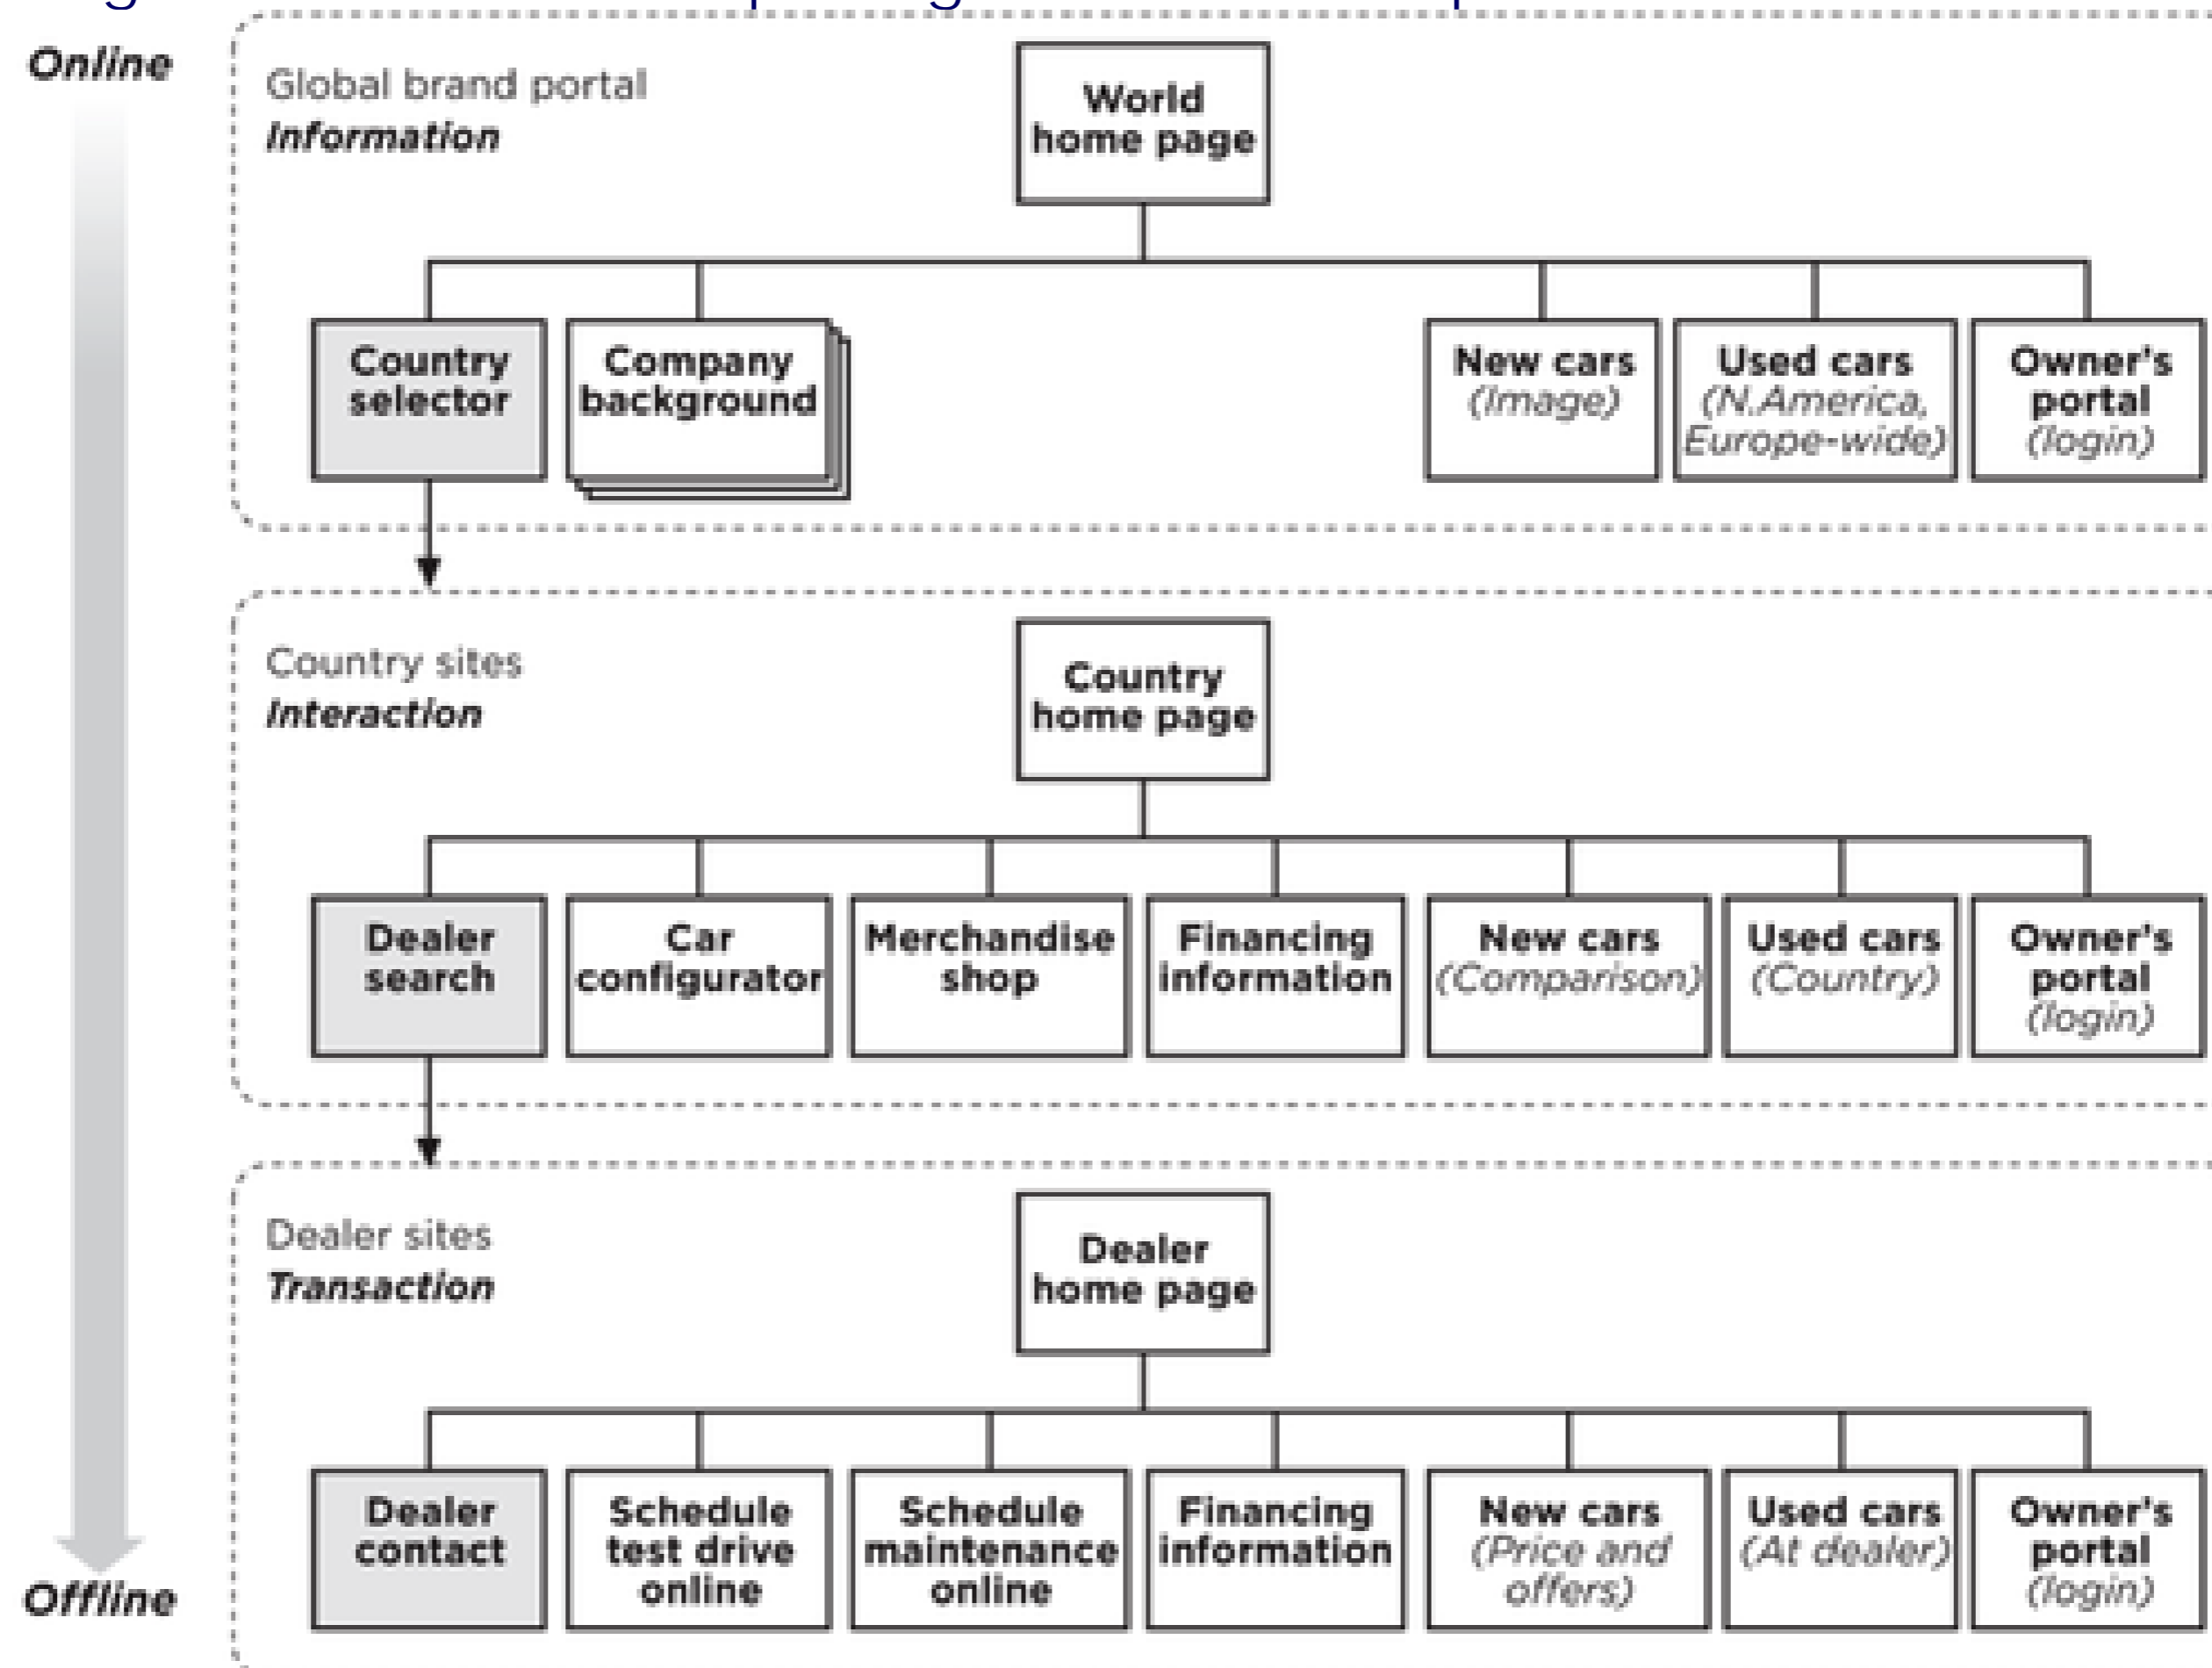 Online
Global brand portal
Information
World
home page
Country
selector
Company
background
New cars
(Image)
Used cars
(N.America,
Europe-wide)
Owner's
portal
(login)
Country sites
Interaction
Country
home page
Dealer
search
Car
configurator
Merchandise
shop
Financing
information
New cars
(Comparison)
Used cars
(Country)
Owner's
portal
(login)
Dealer sites
Transaction
Dealer
home page
Dealer
contact
Schedule
test drive
online
Schedule
maintenance
online
Financing
information
New cars
(Price and
offers)
Used cars
(At dealer)
Owner's
portal
(login)
Offline